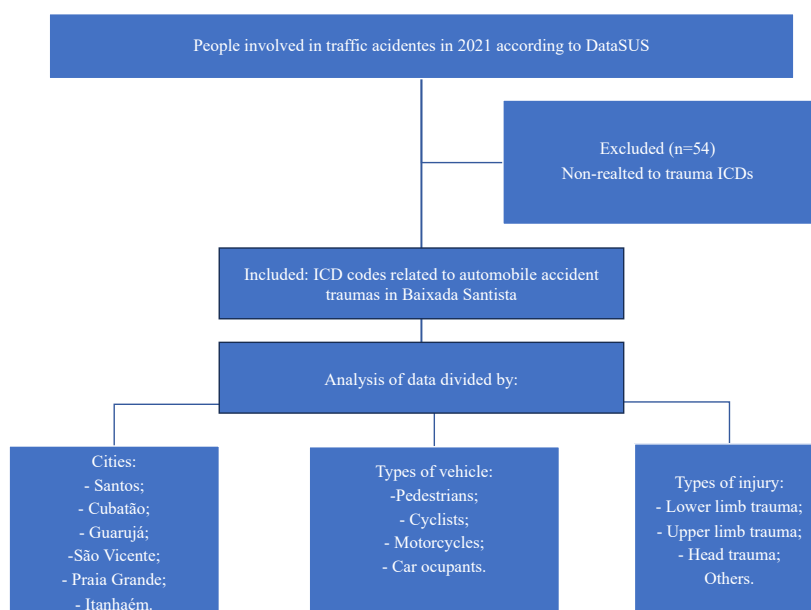 People involved in traffic acidentes in 2021 according to DataSUS
Excluded (n=54)
Non-realted to trauma ICDs
Included: ICD codes related to automobile accident
traumas in Baixada Santista
Analysis of data divided by:
Cities:
- Santos;
- Cubatão;
- Guarujá;
-São Vicente;
- Praia Grande;
- Itanhaém.
Types of vehicle:
-Pedestrians;
- Cyclists;
- Motorcycles;
- Car ocupants.
Types of injury:
- Lower limb trauma;
- Upper limb trauma;
- Head trauma;
Others.